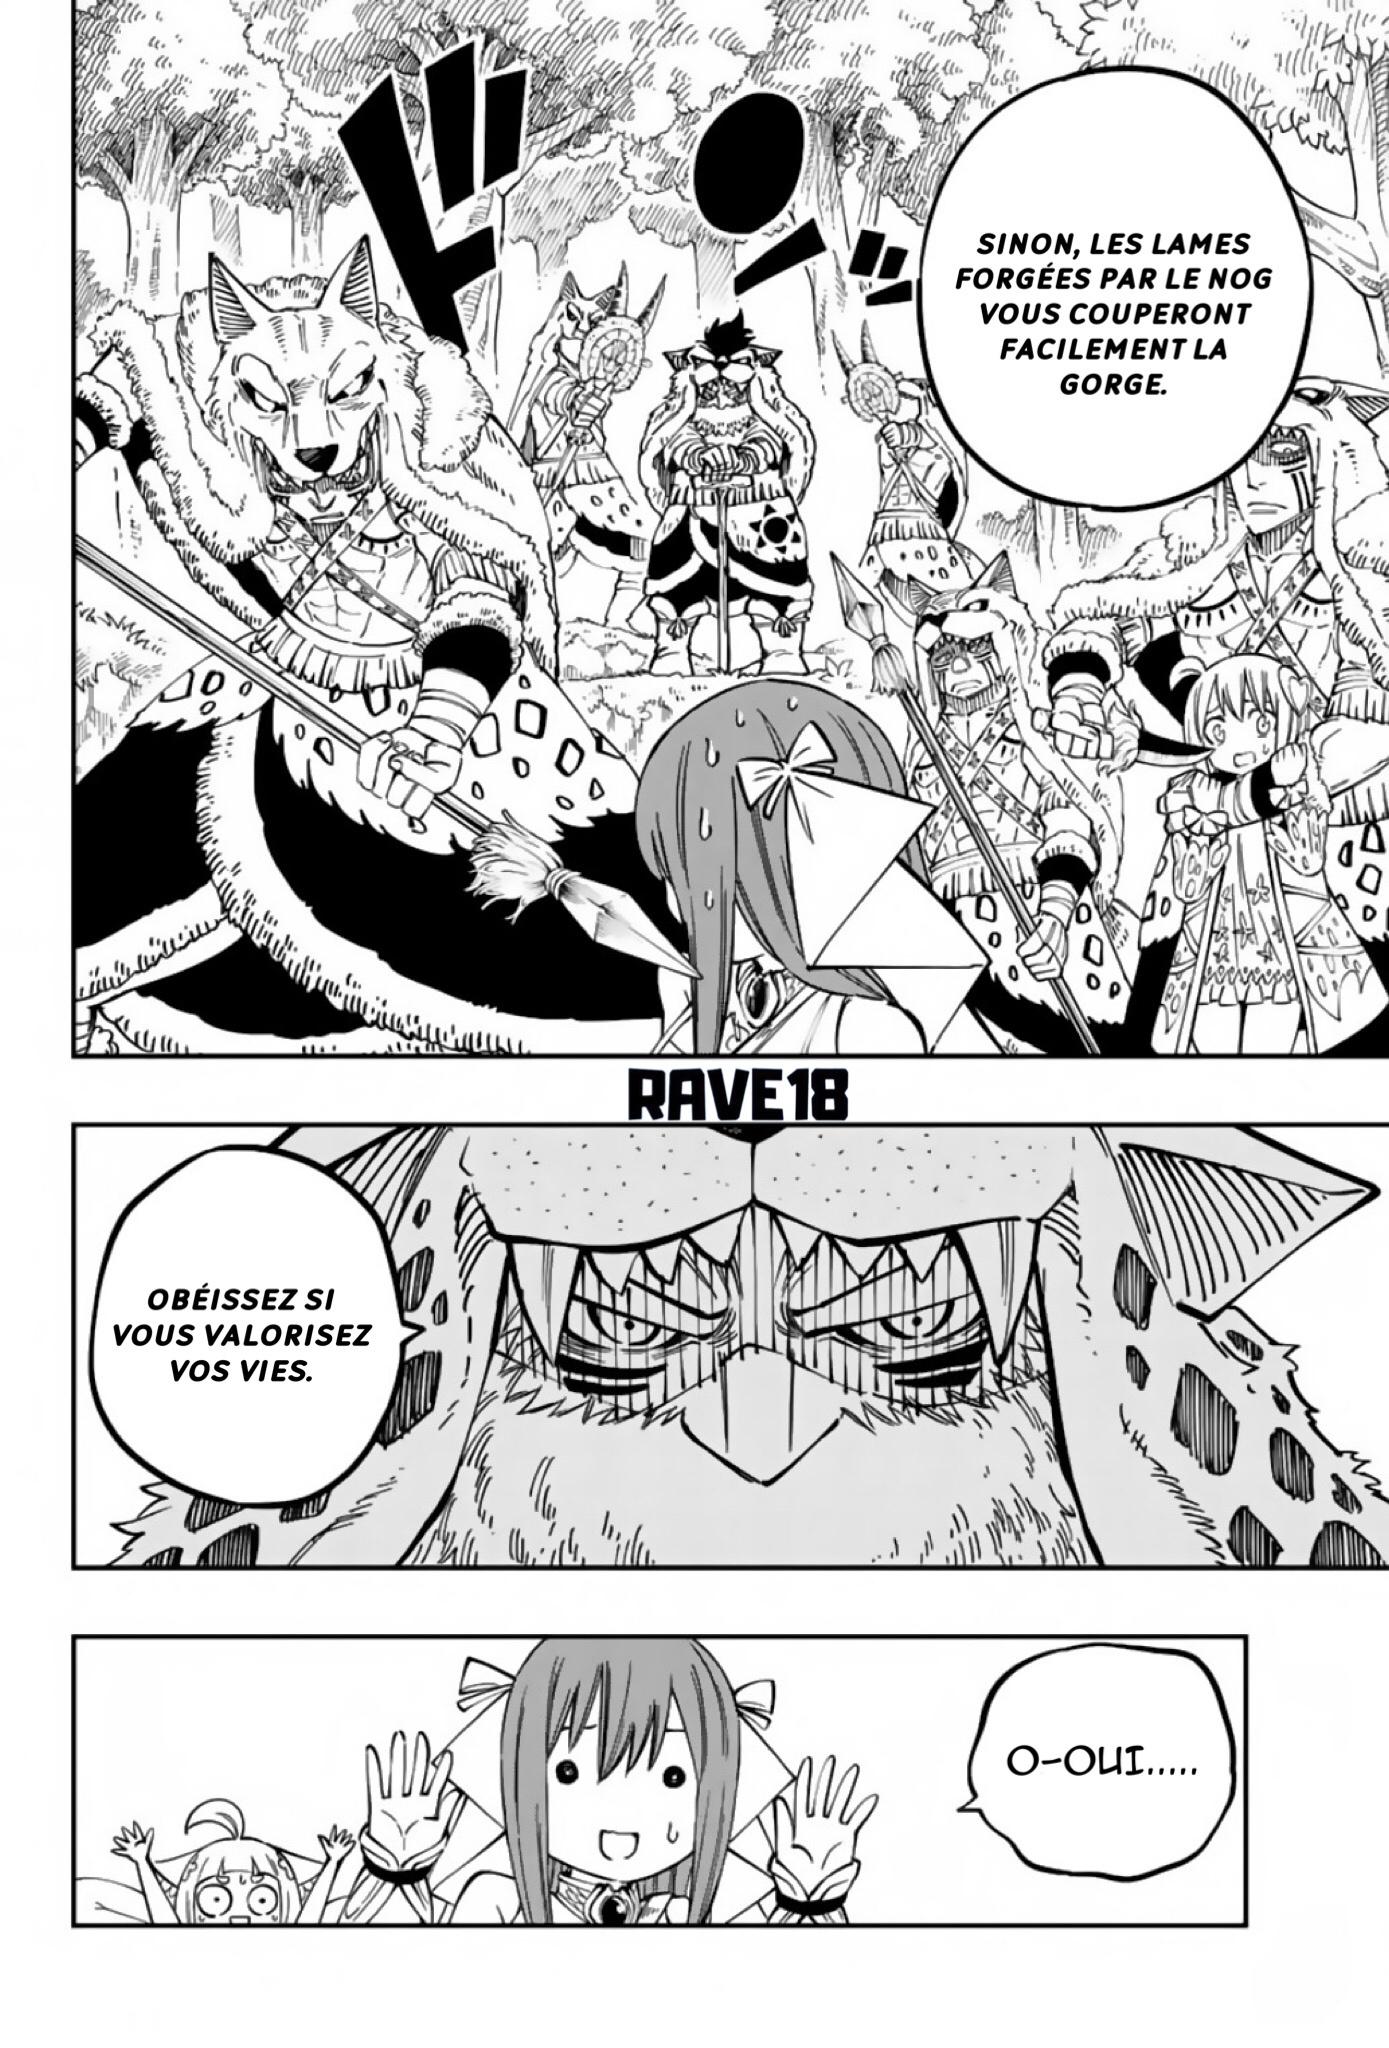 SINON, LES LAMES
FORGÉES PAR LE NOG
VOUS COUPERONT
FACILEMENT LA
GORGE.
ド
RAVE18
OBÉISSEZ SI
VOUS VALORISEZ
VOS VIES.
O-OUI.....